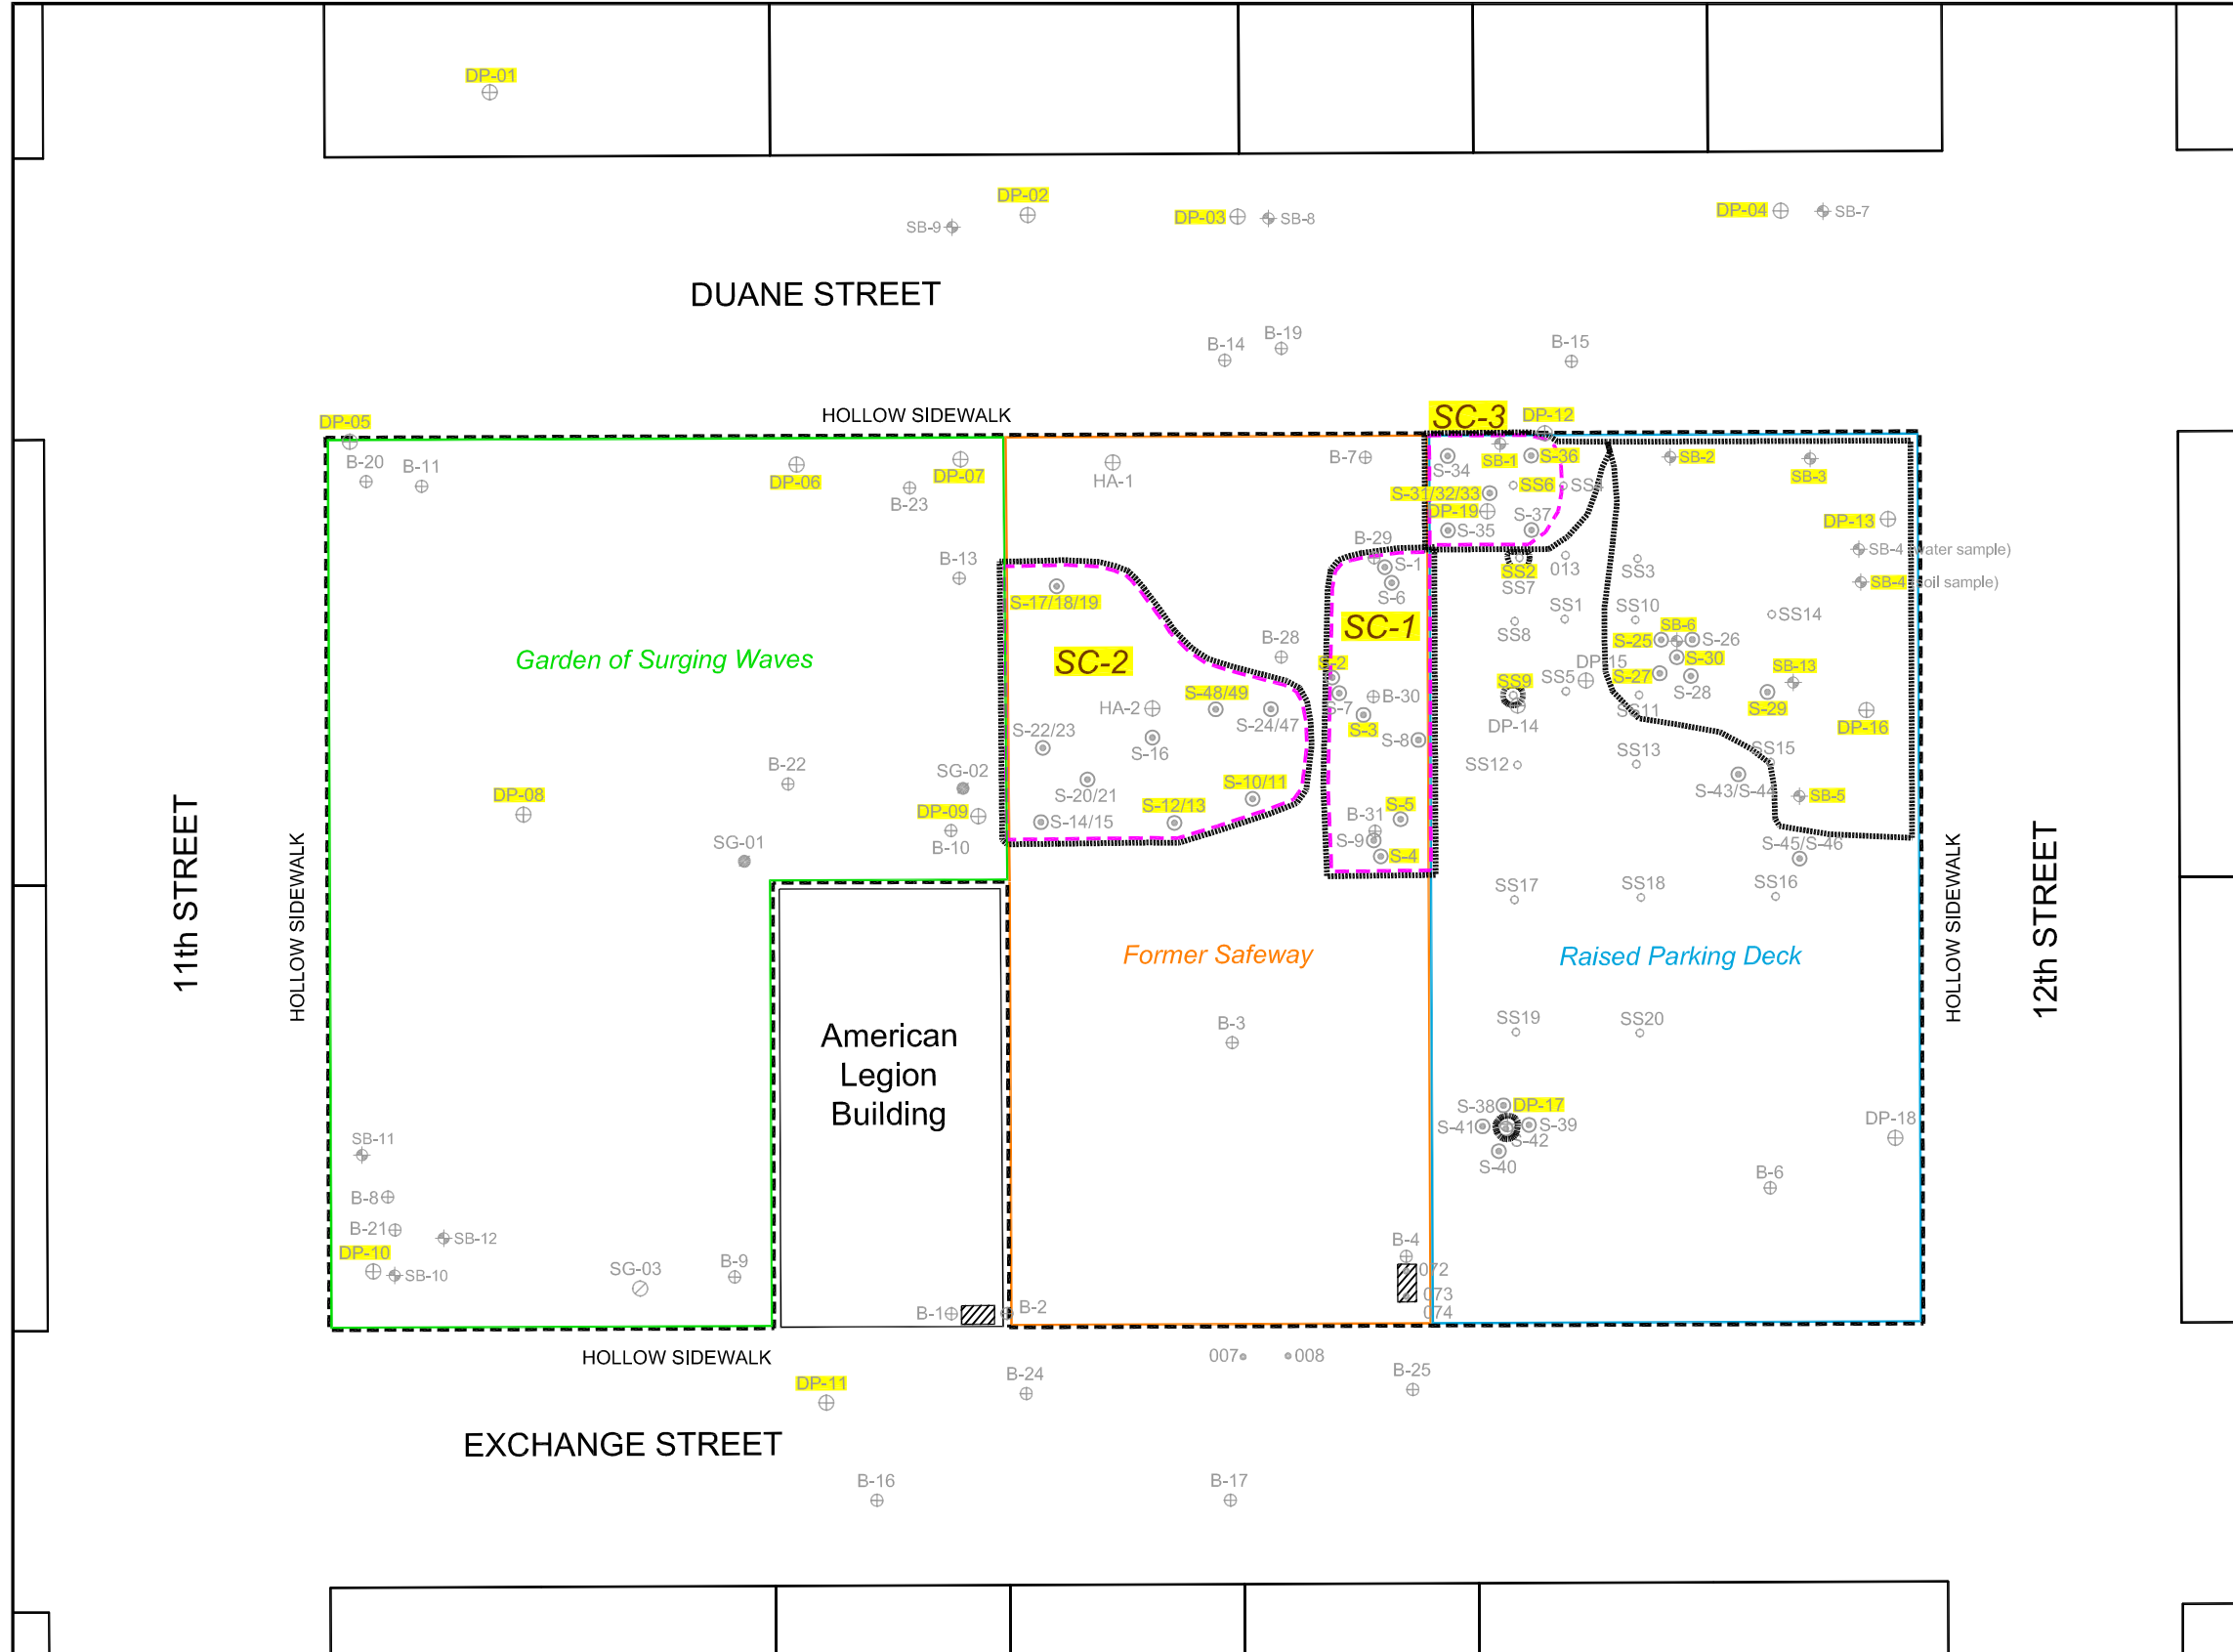 DP-01
DP-02
SB-9
DP-03
SB-8
DP-04
SB-7
DUANE STREET
B-14
B-19
B-15
HOLLOW SIDEWALK
SC-3
DP-12
DP-05
B-20
B-11
DP-06
B-23
DP-07
HA-1
B-7
S-34
SB-1
S-36
SB-2
SB-3
S-31/32/33
SS6
SS4
DP-19
S-35
S-37
DP-13
B-13
B-29
S-1
S-6
SS2
SS7
013
SS3
SB-4 (water sample)
SB-4 (soil sample)
S-17/18/19
SC-1
SS8
SS1
SS10
SS14
Garden of Surging Waves
SC-2
B-28
S-2
S-25
SB-6
S-26
S-30
S-27
S-28
SB-13
S-29
DP-15
SS5
SS9
DP-14
SS11
DP-16
HA-2
S-48/49
S-24/47
S-7
B-30
S-3
S-8
S-22/23
S-16
SS12
SS13
SS15
B-22
SG-02
S-20/21
S-10/11
S-43/S-44
SB-5
DP-08
DP-09
S-14/15
S-12/13
B-31
S-5
SG-01
B-10
S-9
S-4
S-45/S-46
11th STREET
HOLLOW SIDEWALK
SS17
SS18
SS16
HOLLOW SIDEWALK
12th STREET
Former Safeway
Raised Parking Deck
American
Legion
Building
B-3
SS19
SS20
S-38
DP-17
S-41
S-39
S-42
S-40
DP-18
B-6
SB-11
B-8
B-21
SB-12
DP-10
SB-10
SG-03
B-9
B-4
072
073
074
B-1
B-2
HOLLOW SIDEWALK
007
008
DP-11
B-24
B-25
EXCHANGE STREET
B-16
B-17